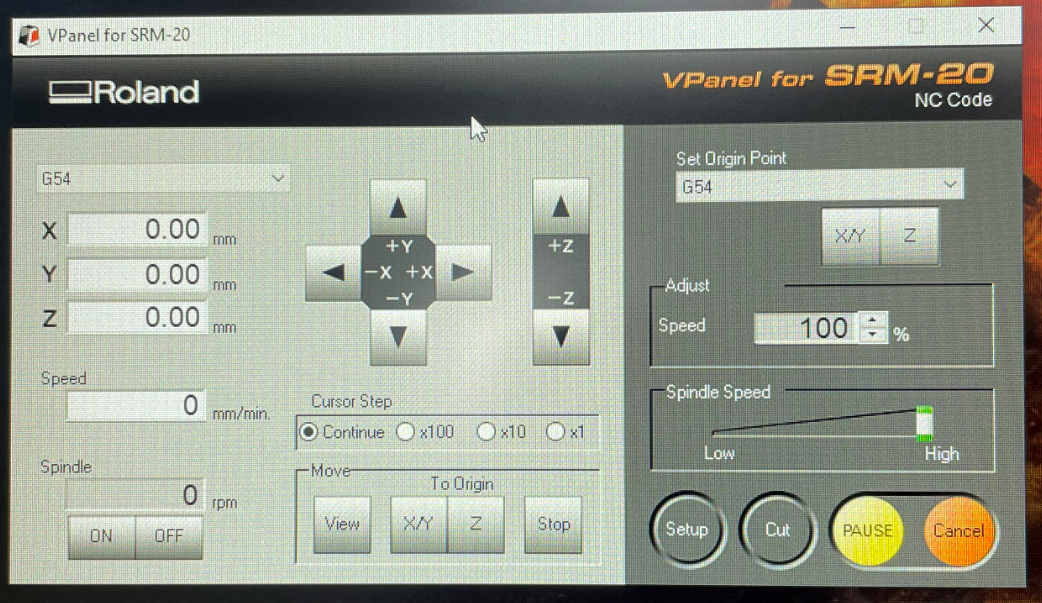 VPanel for SRM-20
Roland
VPanel for SRM-20
NC Code
G54
X 0.00 mm
Y 0.00 mm
Z 0.00 mm
Speed
0 mm/min.
Spindle
0 rpm
ON OFF
+Y
-X +X
-Y
+Z
-Z
Cursor Step
Continue x100 x10 x1
Move
To Origin
View X/Y Z Stop
Set Origin Point
G54
X/Y Z
Adjust
Speed 100 %
Spindle Speed
Low High
Setup Cut PAUSE Cancel